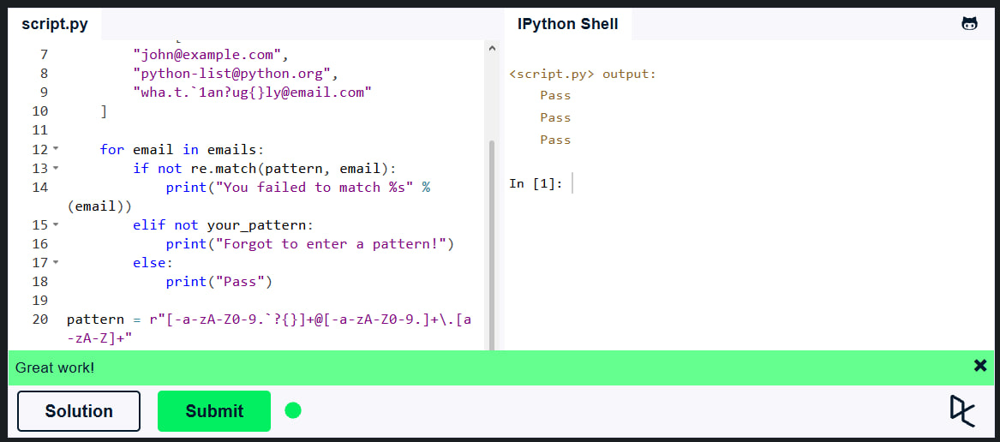 script.py
7 "john@example.com",
8 "python-list@python.org",
9 "wha.t.`1an?ug{}ly@email.com"
10 ]
11
12 for email in emails:
13 if not re.match(pattern, email):
14 print("You failed to match %s" %
(email))
15 elif not your_pattern:
16 print("Forgot to enter a pattern!")
17 else:
18 print("Pass")
19
20 pattern = r"[-a-zA-Z0-9.`?{}]+@[-a-zA-Z0-9.]+\.[a
-zA-Z]+"
IPython Shell
<script.py> output:
Pass
Pass
Pass
In [1]:
Great work!
Solution
Submit